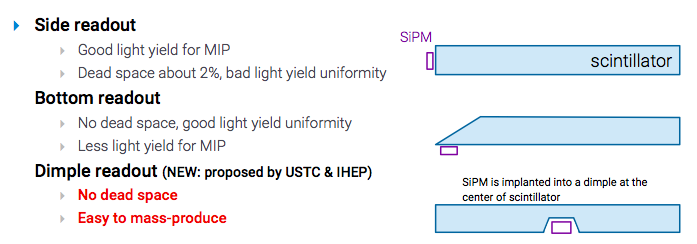 Side readout
Good light yield for MIP
Dead space about 2%, bad light yield uniformity
Bottom readout
No dead space, good light yield uniformity
Less light yield for MIP
Dimple readout (NEW: proposed by USTC & IHEP)
No dead space
Easy to mass-produce
SiPM
scintillator
SiPM is implanted into a dimple at the
center of scintillator